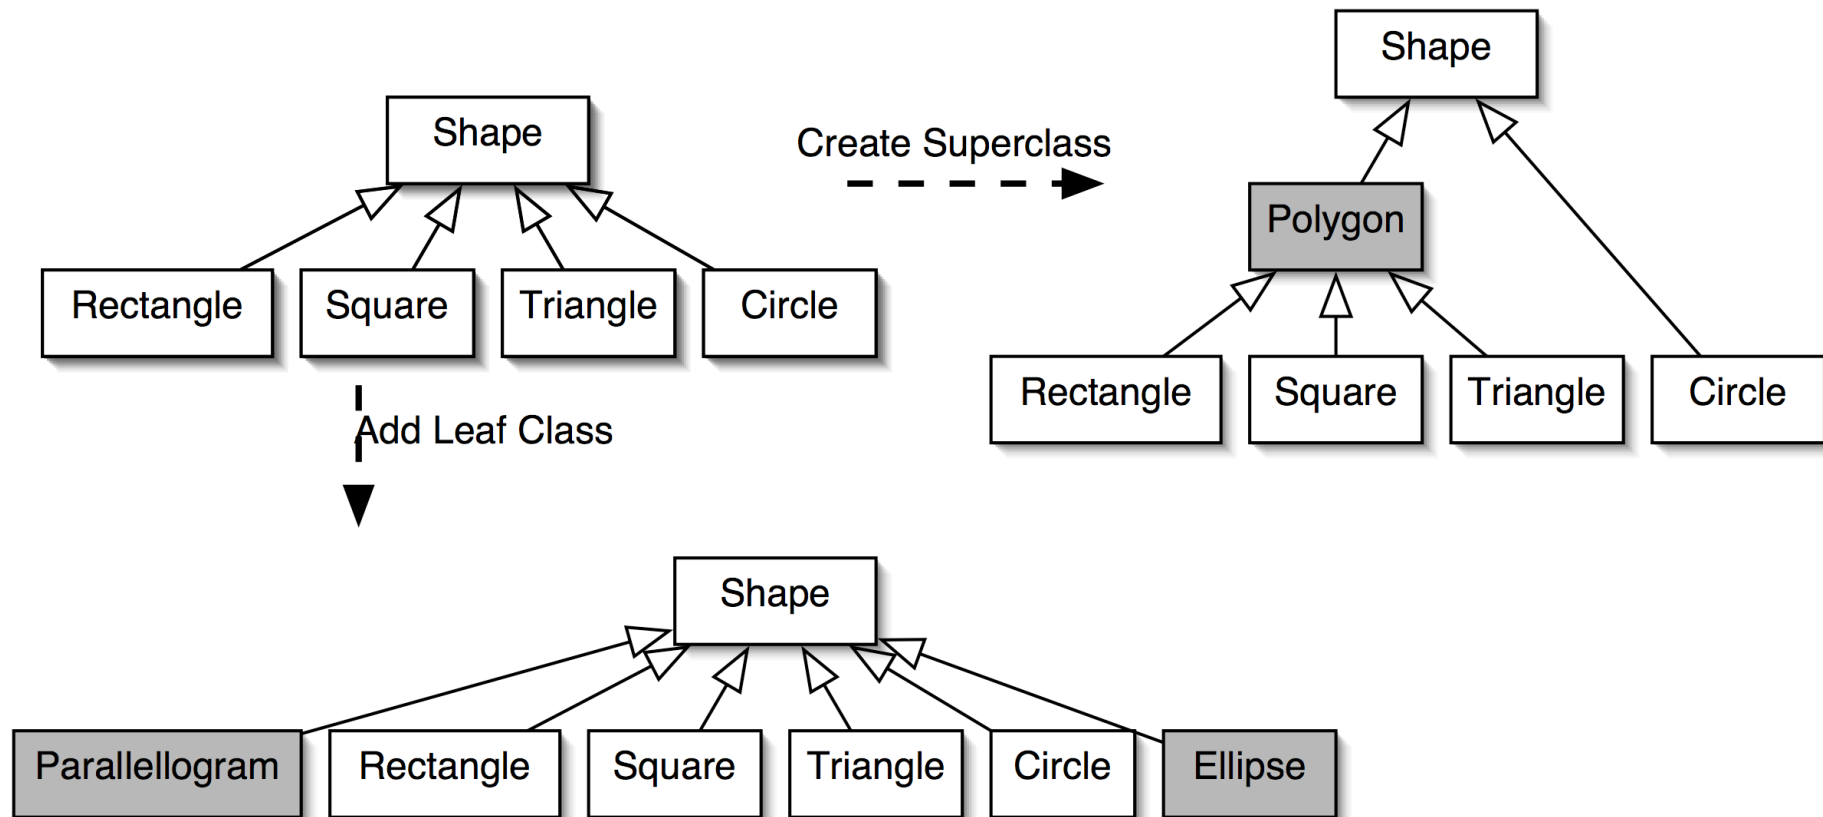 Shape
Rectangle
Square
Triangle
Circle
Create Superclass
Shape
Polygon
Rectangle
Square
Triangle
Circle
Add Leaf Class
Shape
Parallellogram
Rectangle
Square
Triangle
Circle
Ellipse